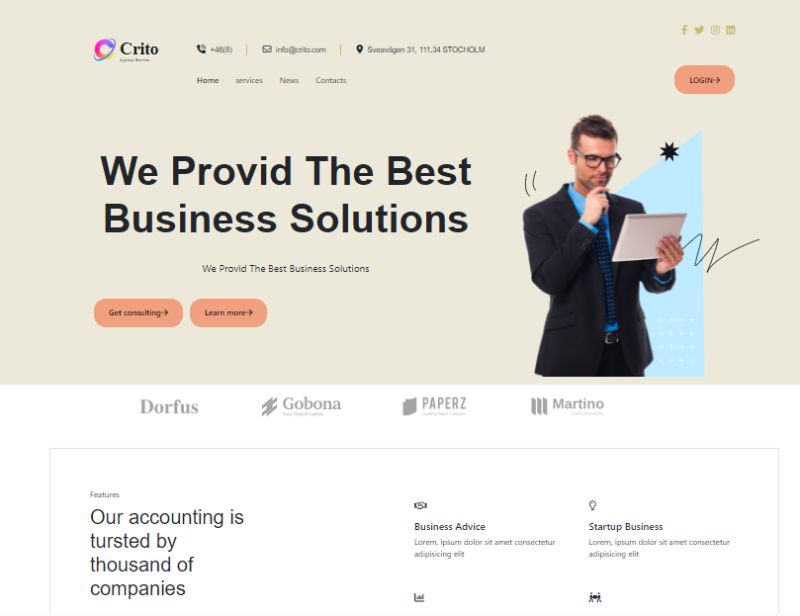 Crito
Agency Service
+46(8)
info@crito.com
Sveavägen 31, 111,34 STOCHOLM
Home
services
News
Contacts
LOGIN→
We Provid The Best
Business Solutions
We Provid The Best Business Solutions
Get consulting→
Learn more→
Dorfus
Gobona
PAPERZ
Martino
Features
Our accounting is
tursted by
thousand of
companies
Business Advice
Lorem, ipsum dolor sit amet consectetur
adipisicing elit
Startup Business
Lorem, ipsum dolor sit amet consectetur
adipisicing elit